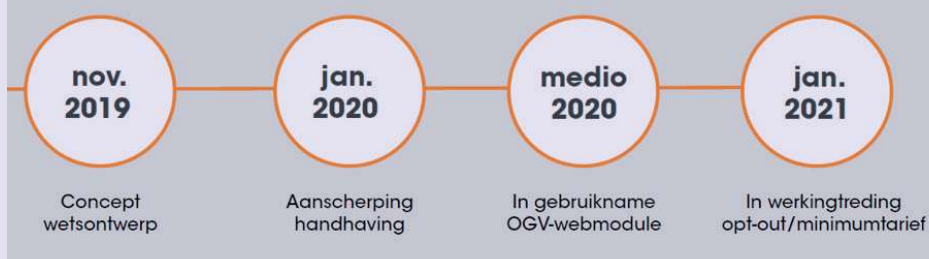 nov.
2019
jan.
2020
medio
2020
jan.
2021
Concept
wetsontwerp
Aanscherping
handhaving
In gebruikname
OGV-webmodule
In werkingtreding
opt-out/minimumtarief